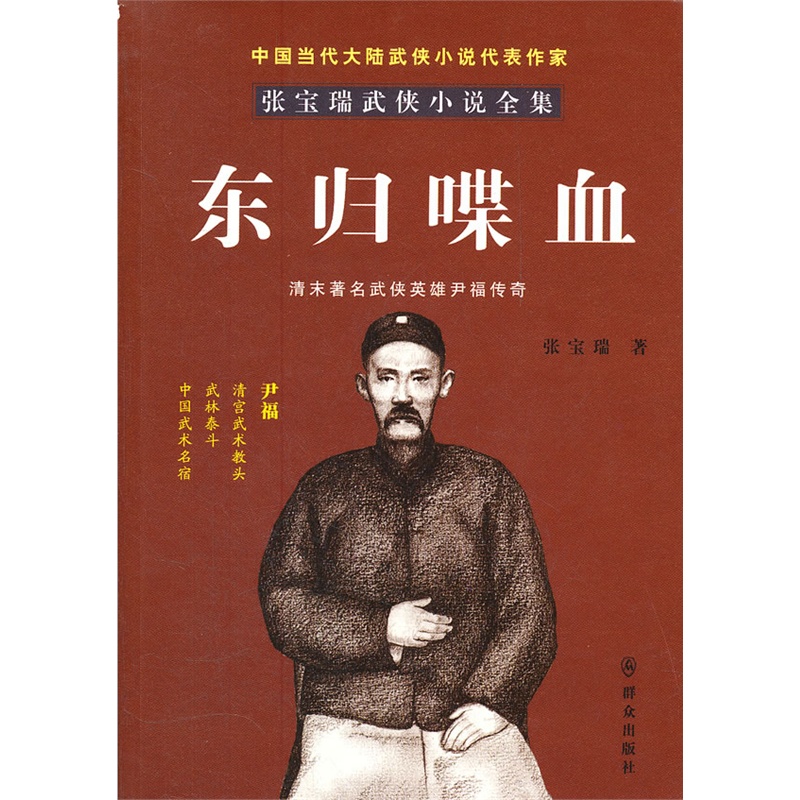 中国当代大陆武侠小说代表作家
张宝瑞武侠小说全集
东归喋血
清末著名武侠英雄尹福传奇
张宝瑞 著
尹福
清宫武术教头
武林泰斗
中国武术名宿
群众出版社